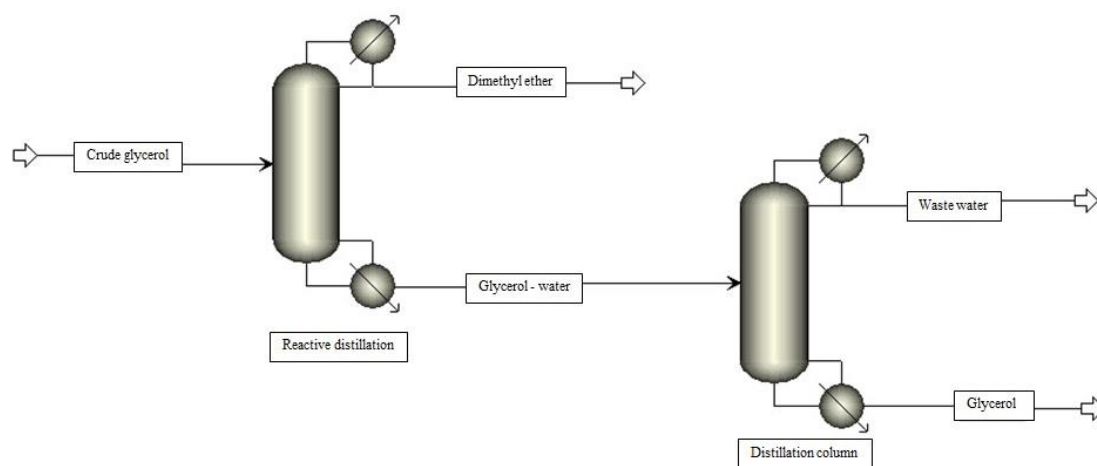 Dimethyl ether
Crude glycerol
Waste water
Glycerol - water
Reactive distillation
Glycerol
Distillation column